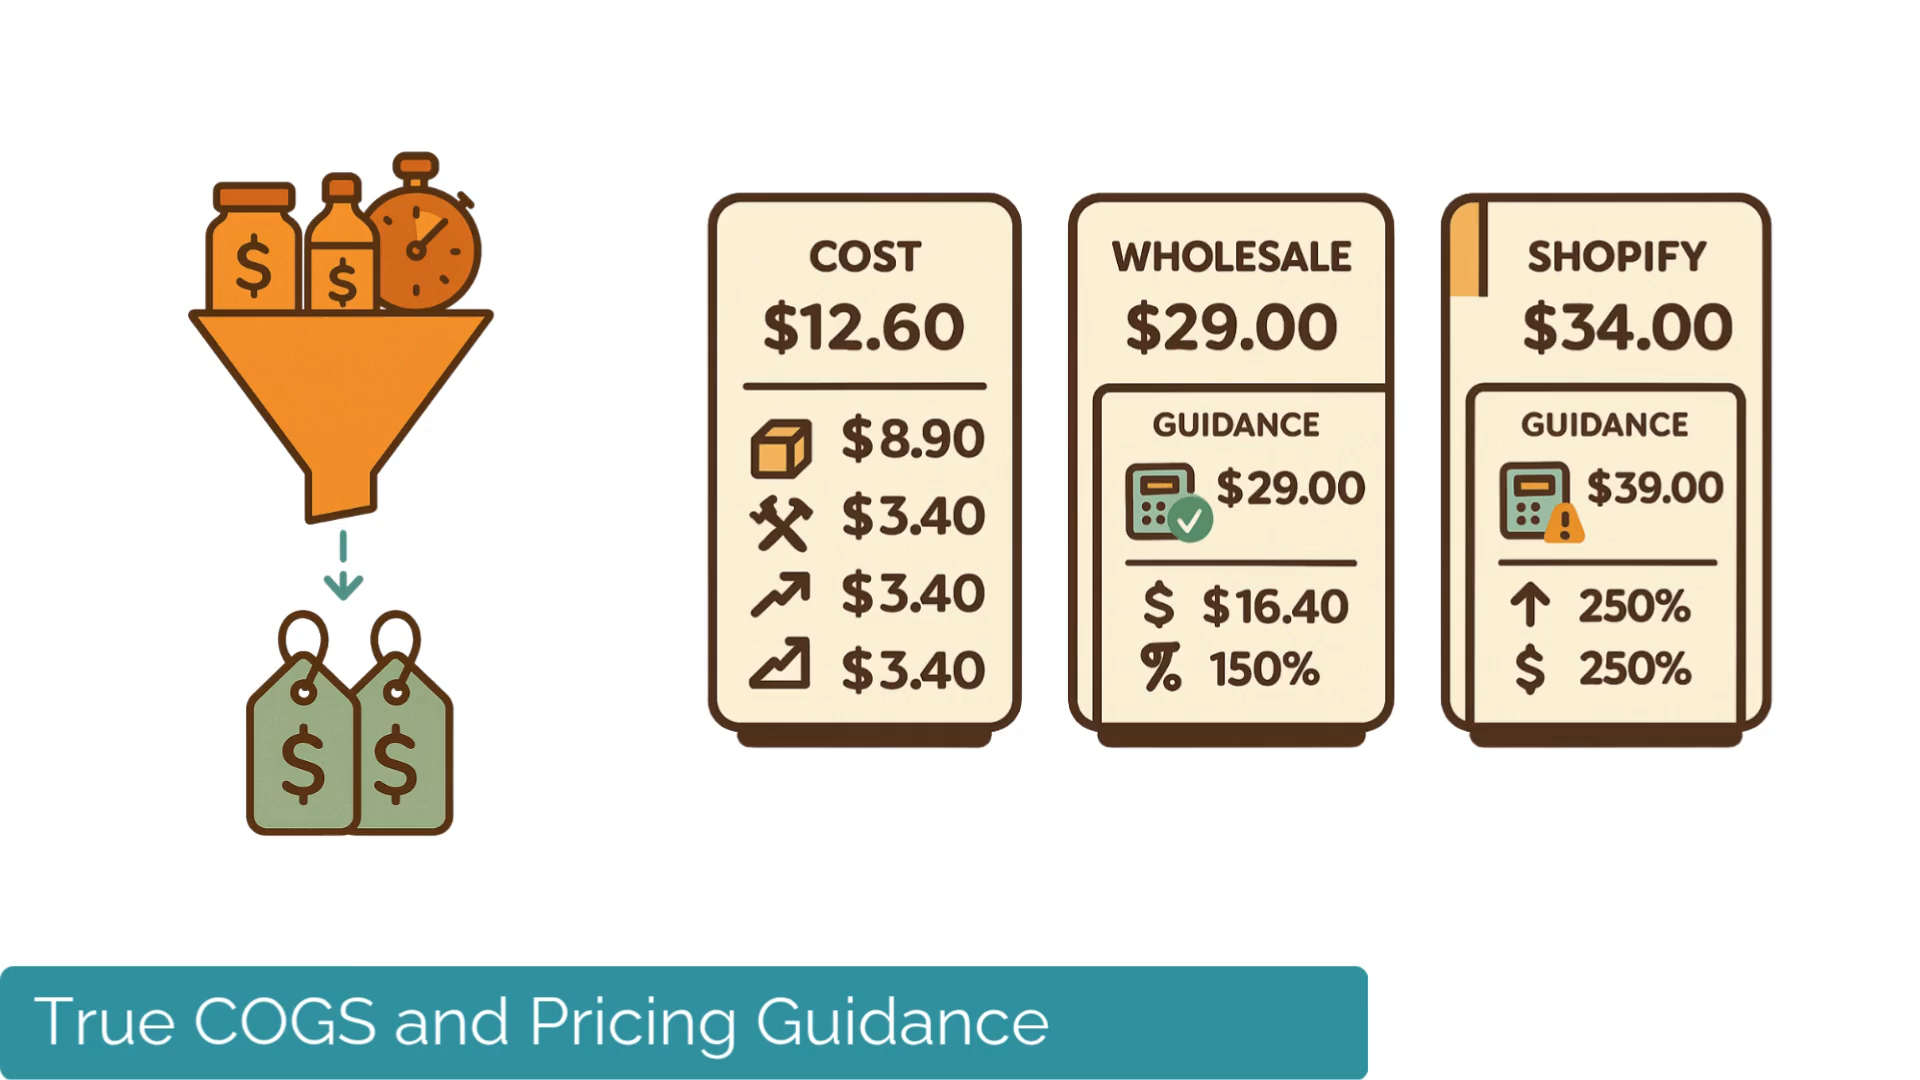 $
$
$
$
COST
$12.60
$8.90
$3.40
$3.40
$3.40
WHOLESALE
$29.00
GUIDANCE
$29.00
$ $16.40
% 150%
SHOPIFY
$34.00
GUIDANCE
$39.00
250%
$ 250%
True COGS and Pricing Guidance